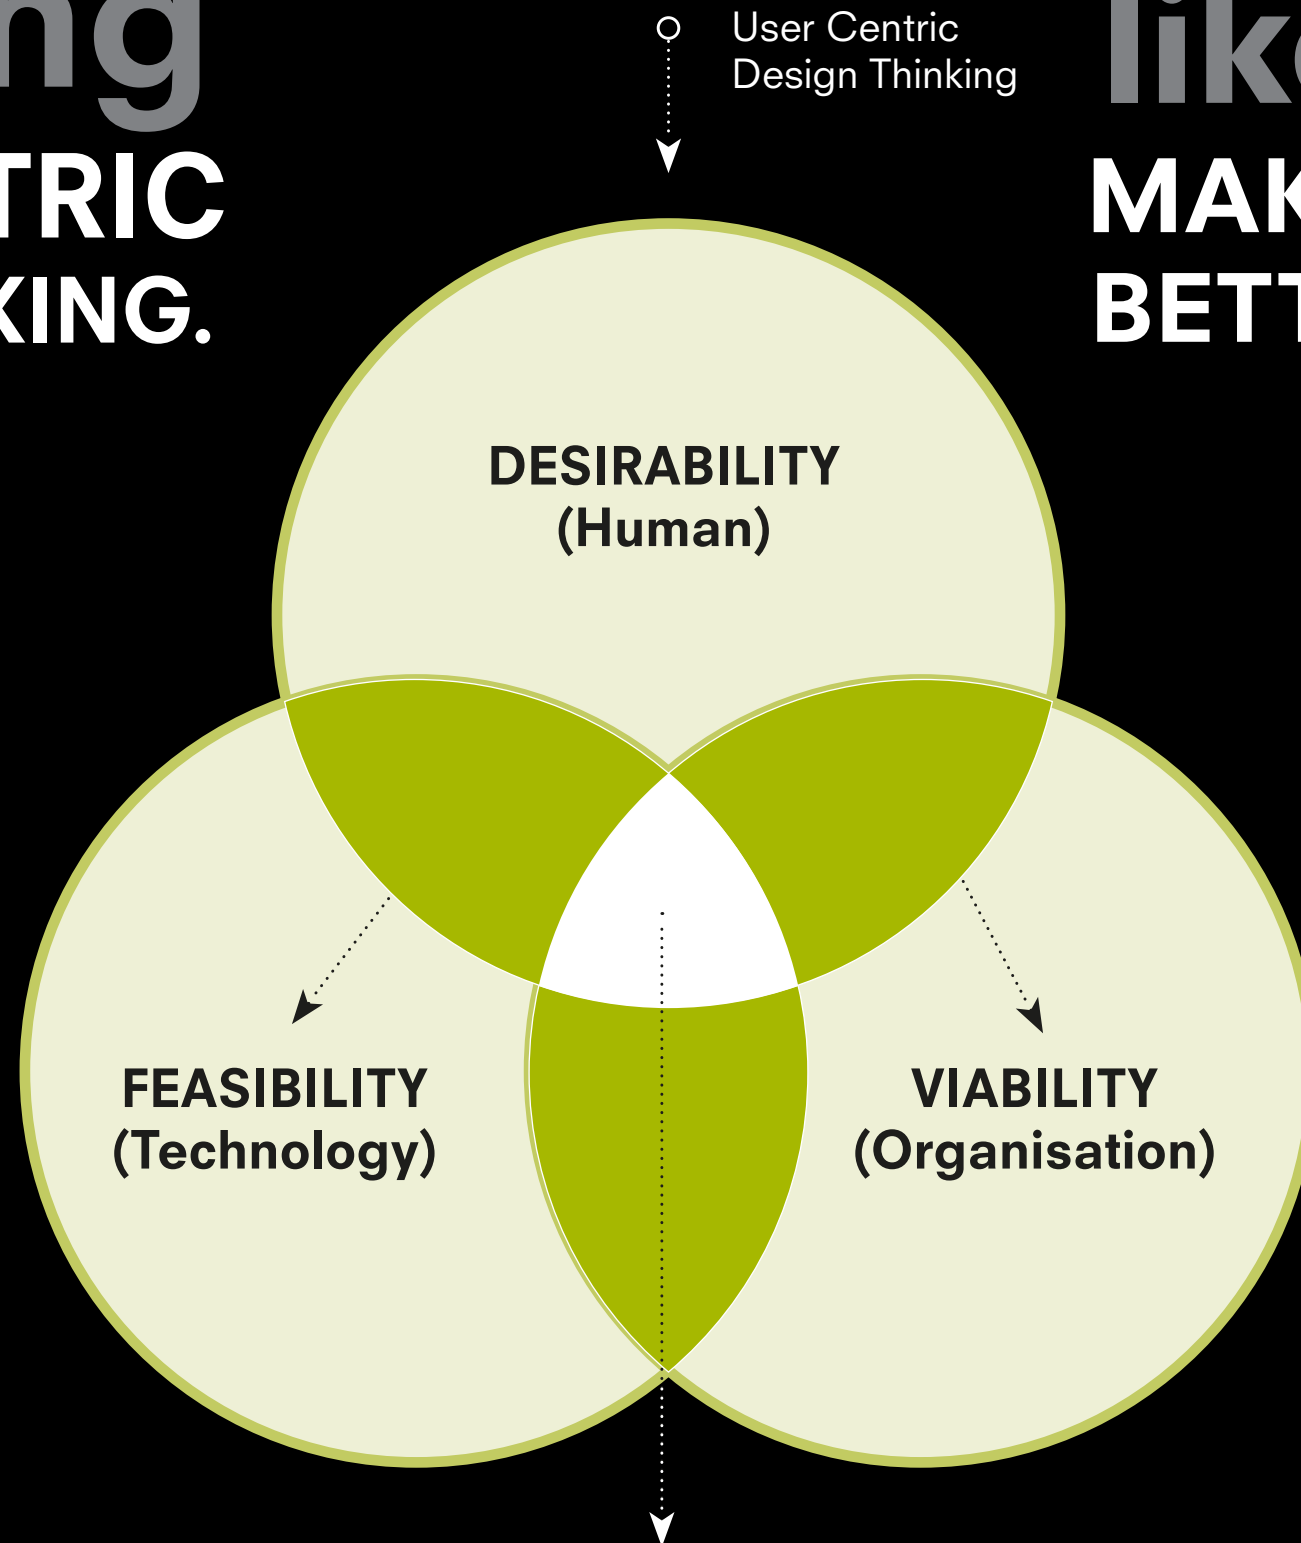 ng
TRIC
KING.
User Centric
Design Thinking
lik
MAK
BETT
DESIRABILITY
(Human)
FEASIBILITY
(Technology)
VIABILITY
(Organisation)